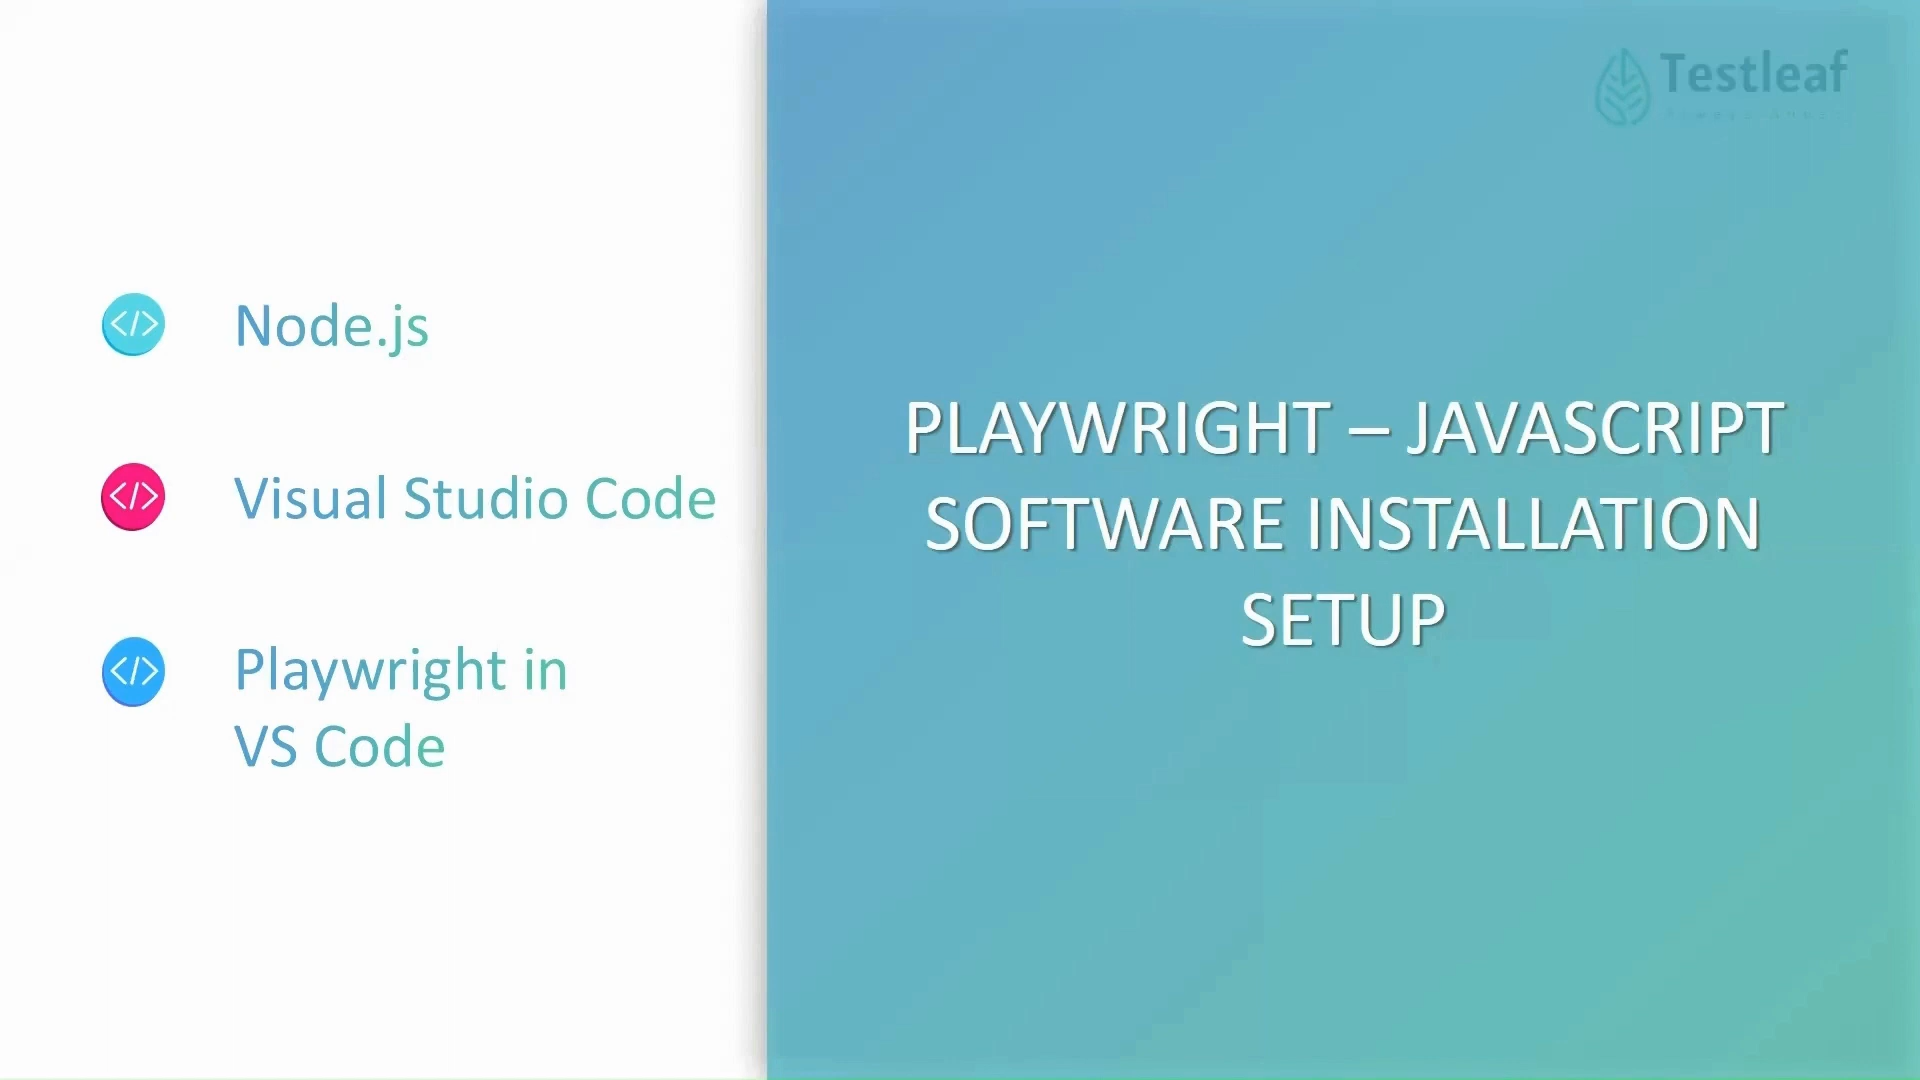 Node.js
Visual Studio Code
Playwright in
VS Code
Testleaf
PLAYWRIGHT – JAVASCRIPT
SOFTWARE INSTALLATION
SETUP